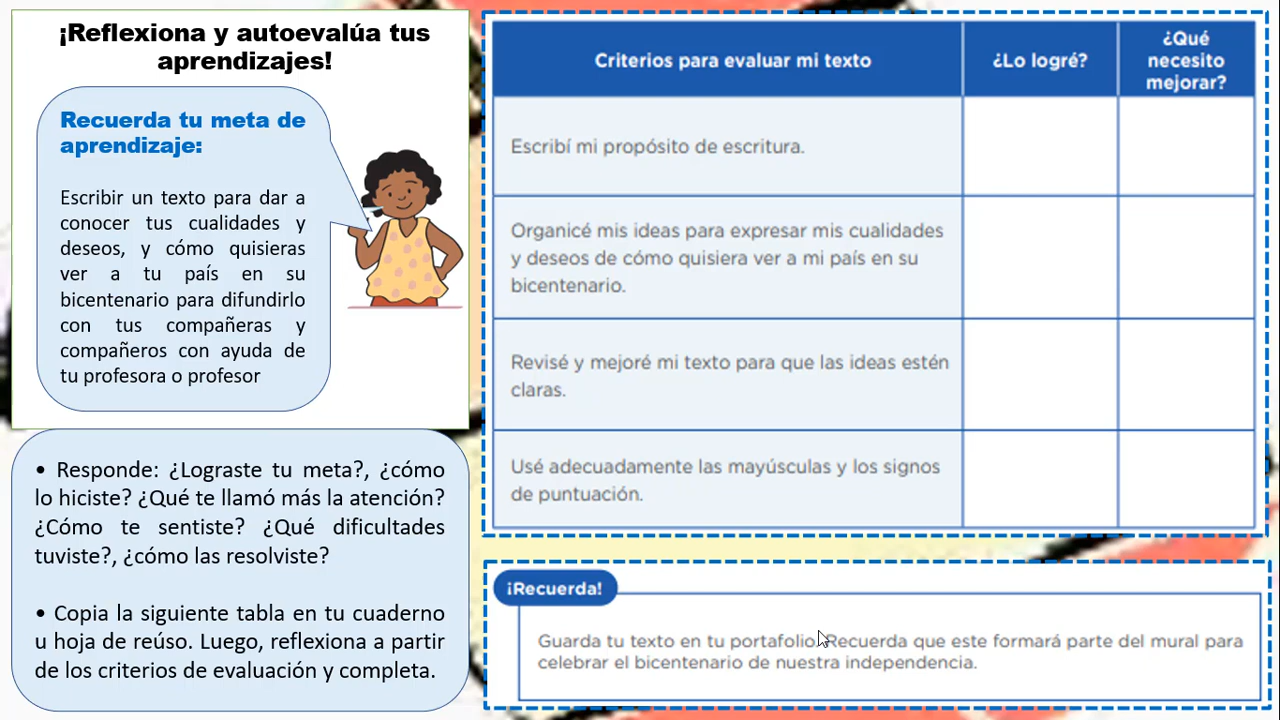 ¡Reflexiona y autoevalúa tus
aprendizajes!
Recuerda tu meta de
aprendizaje:
Escribir un texto para dar a
conocer tus cualidades y
deseos, y cómo quisieras
ver a tu país en su
bicentenario para difundirlo
con tus compañeras y
compañeros con ayuda de
tu profesora o profesor
• Responde: ¿Lograste tu meta?, ¿cómo
lo hiciste? ¿Qué te llamó más la atención?
¿Cómo te sentiste? ¿Qué dificultades
tuviste?, ¿cómo las resolviste?
• Copia la siguiente tabla en tu cuaderno
u hoja de reúso. Luego, reflexiona a partir
de los criterios de evaluación y completa.
Criterios para evaluar mi texto
¿Lo logré?
¿Qué
necesito
mejorar?
Escribí mi propósito de escritura.
Organicé mis ideas para expresar mis cualidades
y deseos de cómo quisiera ver a mi país en su
bicentenario.
Revisé y mejoré mi texto para que las ideas estén
claras.
Usé adecuadamente las mayúsculas y los signos
de puntuación.
¡Recuerda!
Guarda tu texto en tu portafolio. Recuerda que este formará parte del mural para
celebrar el bicentenario de nuestra independencia.